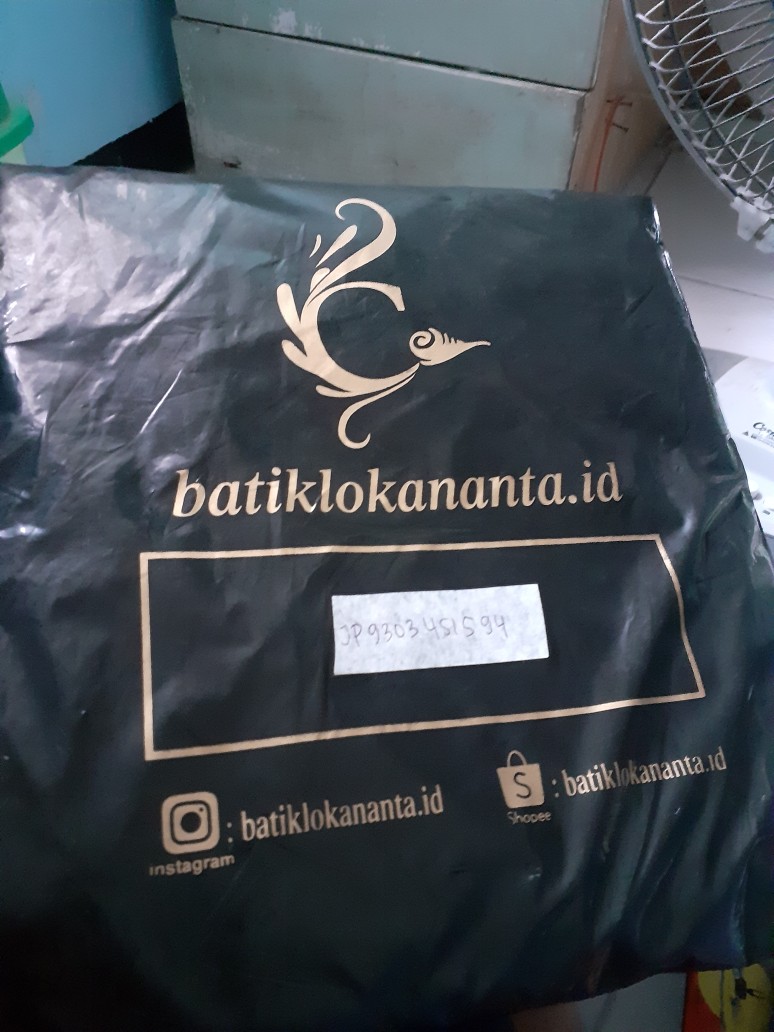 batiklokananta.id
JP9303451594
: batiklokananta.id
Instagram
S
: batiklokananta.id
Shopee